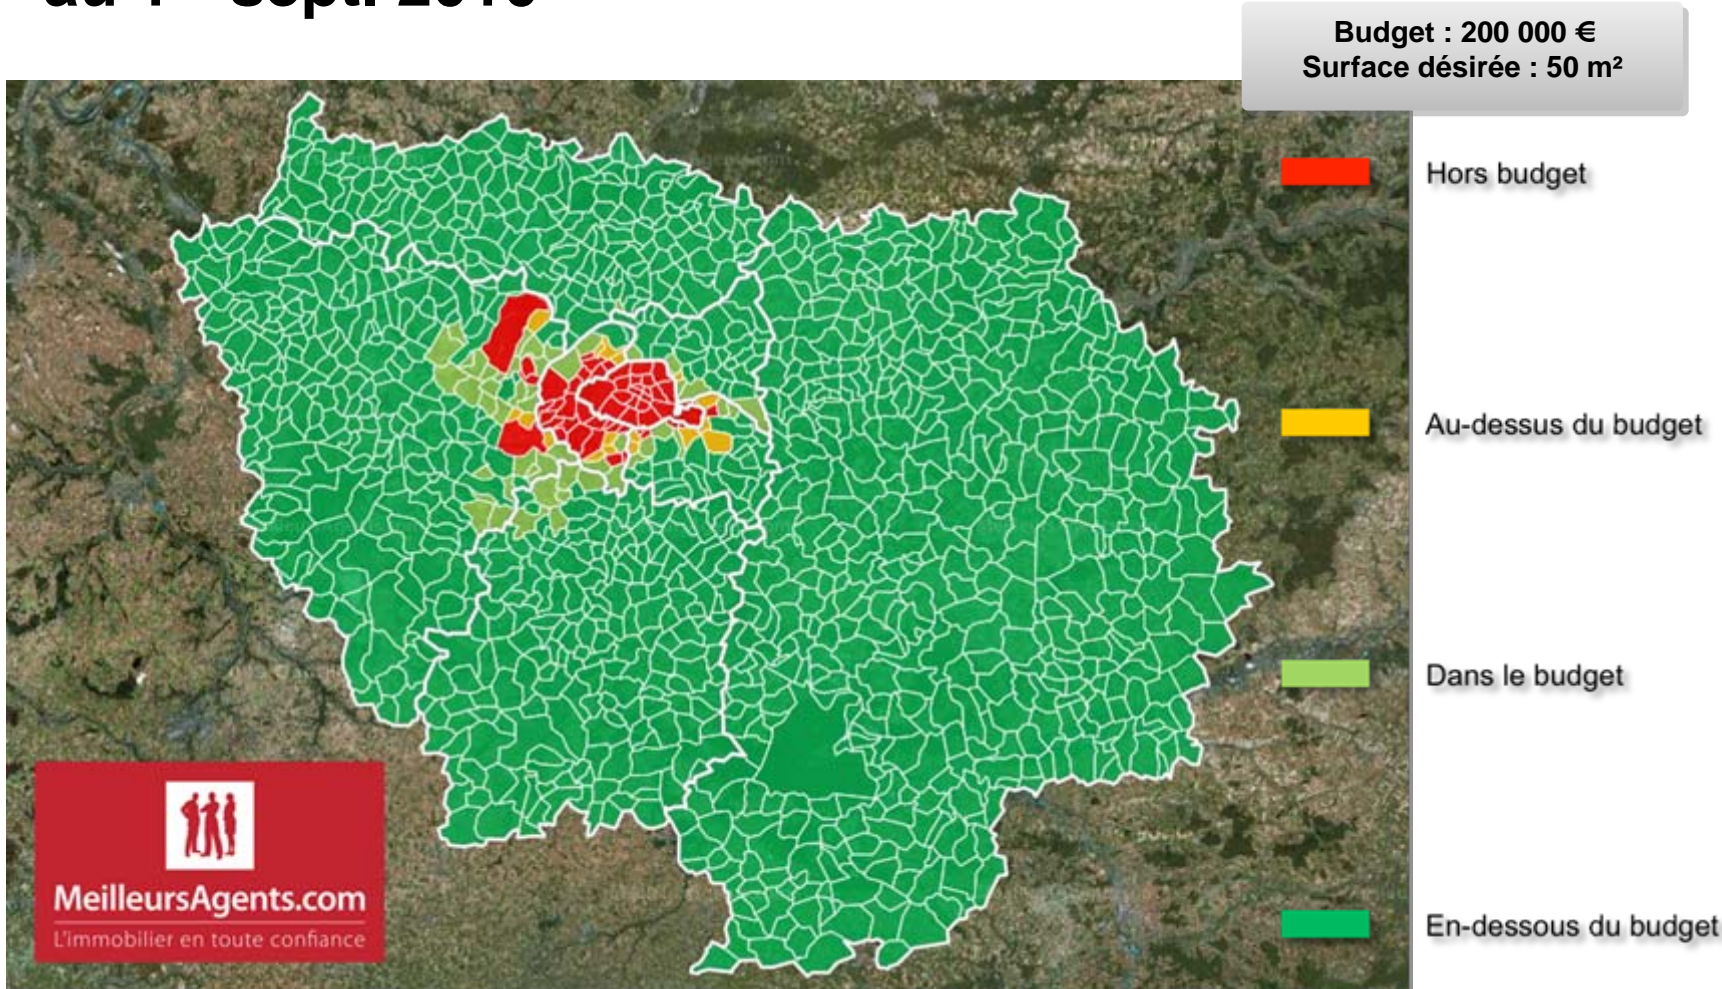 Budget : 200 000 €
Surface désirée : 50 m²
Hors budget
Au-dessus du budget
Dans le budget
En-dessous du budget
MeilleursAgents.com
L'immobilier en toute confiance